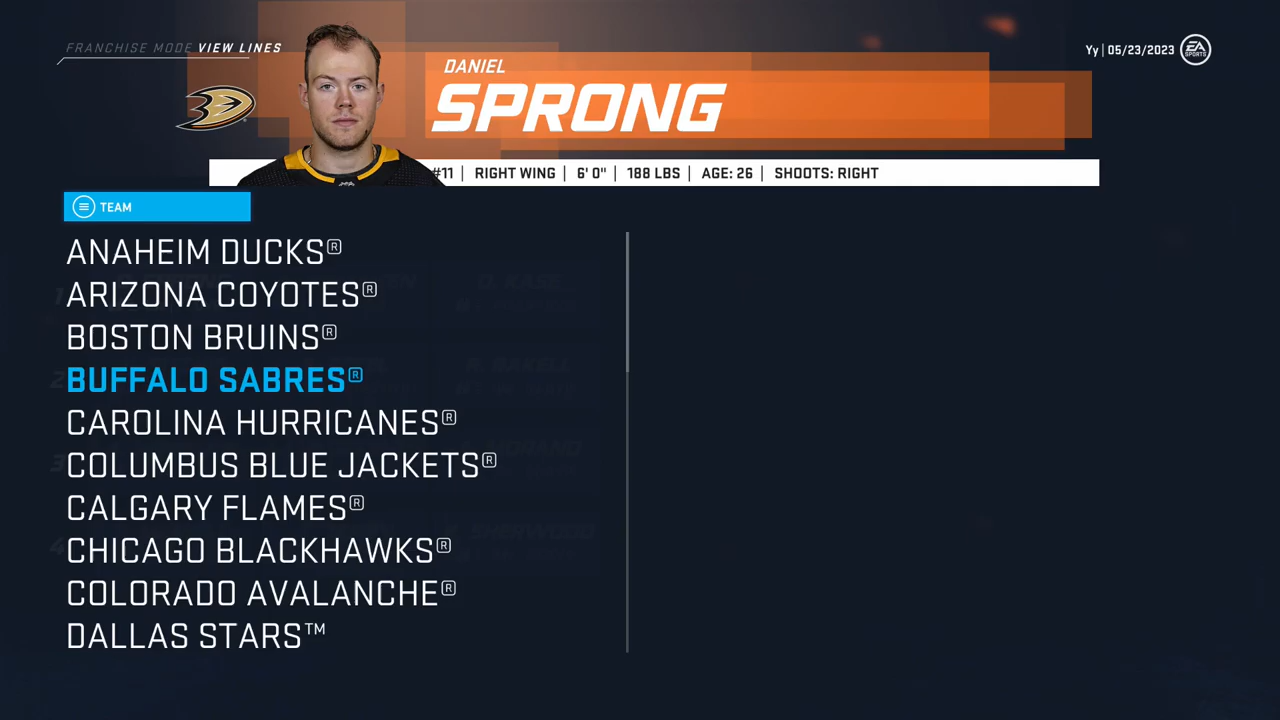 FRANCHISE MODE VIEW LINES
Yy | 05/23/2023
EA SPORTS
DANIEL
SPRONG
#11 | RIGHT WING | 6' 0" | 188 LBS | AGE: 26 | SHOOTS: RIGHT
TEAM
ANAHEIM DUCKS®
ARIZONA COYOTES®
BOSTON BRUINS®
BUFFALO SABRES®
CAROLINA HURRICANES®
COLUMBUS BLUE JACKETS®
CALGARY FLAMES®
CHICAGO BLACKHAWKS®
COLORADO AVALANCHE®
DALLAS STARS™